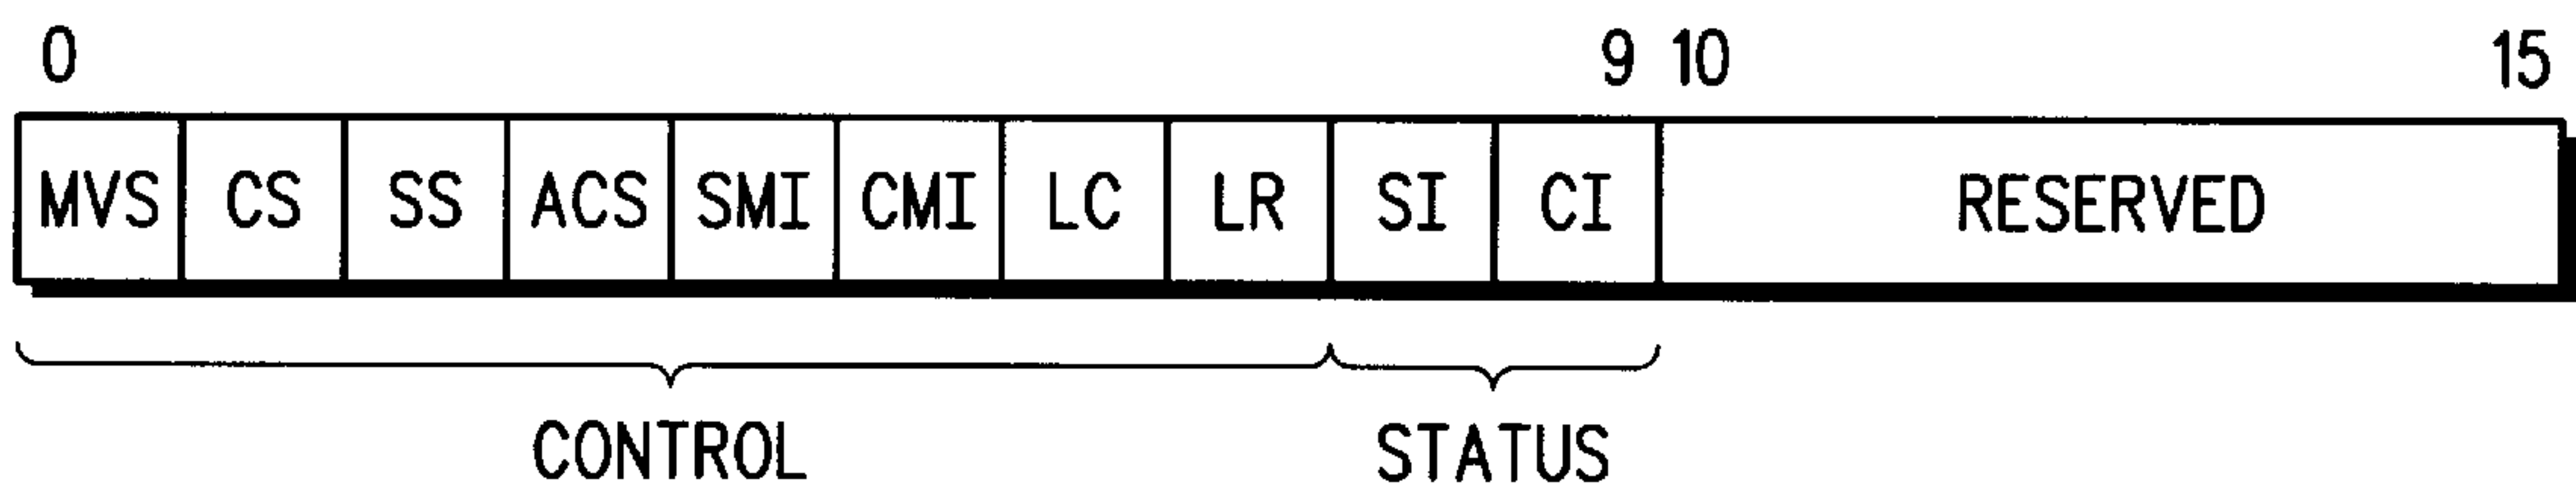 0 9 10 15
MVS CS SS ACS SMI CMI LC LR SI CI RESERVED
CONTROL STATUS